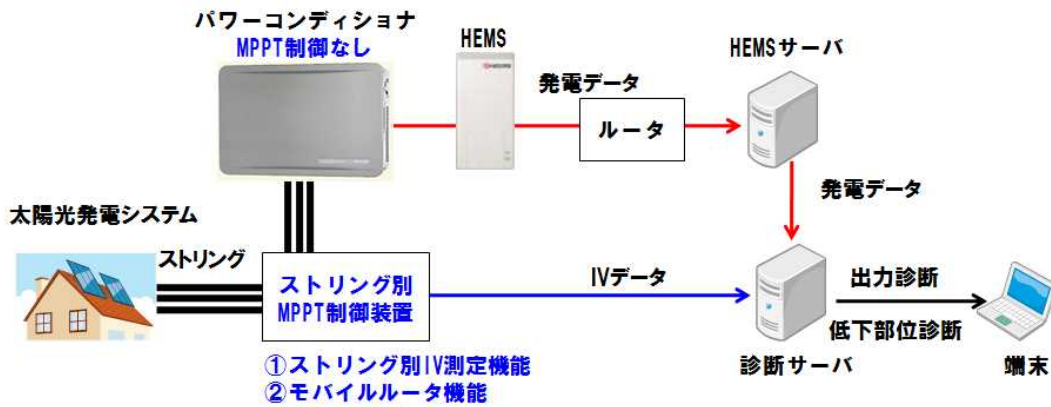 パワーコンディショナ
MPPT制御なし
HEMS
発電データ
ルータ
HEMSサーバ
発電データ
太陽光発電システム
ストリング
ストリング別
MPPT制御装置
IVデータ
出力診断
低下部位診断
①ストリング別IV測定機能
②モバイルルータ機能
診断サーバ
端末